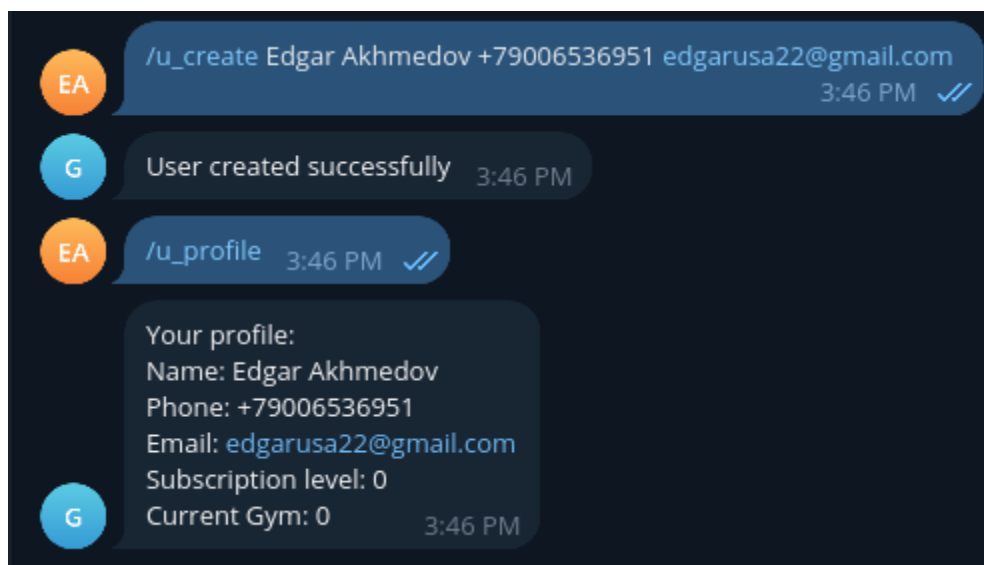 EA
/u_create Edgar Akhmedov +79006536951 edgarusa22@gmail.com
3:46 PM
G
User created successfully 3:46 PM
EA
/u_profile 3:46 PM
Your profile:
Name: Edgar Akhmedov
Phone: +79006536951
Email: edgarusa22@gmail.com
Subscription level: 0
Current Gym: 0
G
3:46 PM